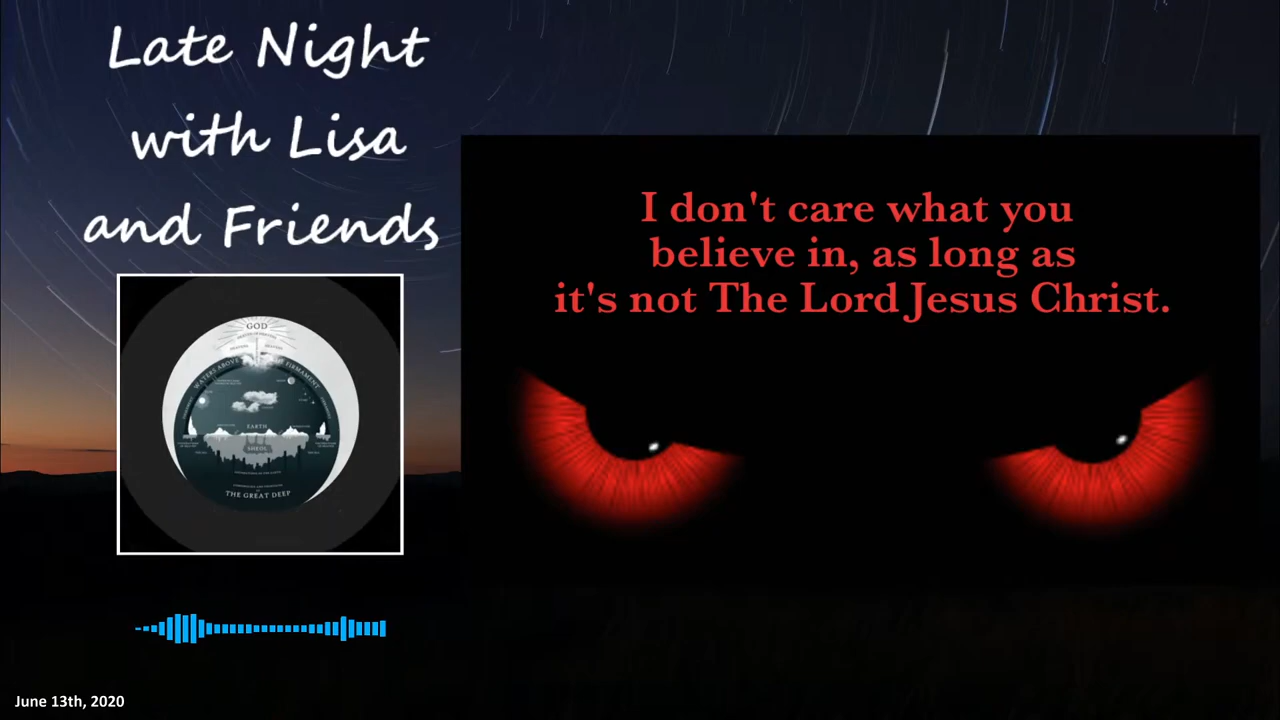 Late Night
with Lisa
and Friends
I don't care what you
believe in, as long as
it's not The Lord Jesus Christ.
GOD
WATERS ABOVE
FIRMAMENT
EARTH
SHEOL
THE GREAT DEEP
June 13th, 2020